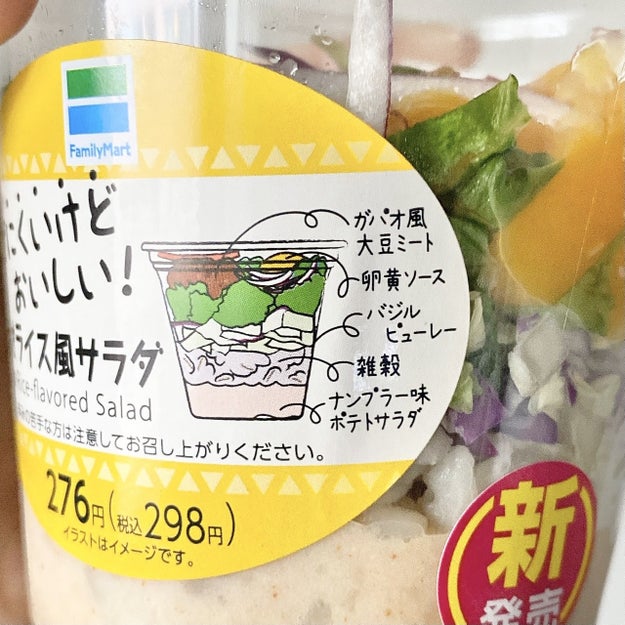 FamilyMart
にくいけど
おいしい！
ライス風サラダ
ice-flavored Salad
苦手な方は注意してお召し上がりください。
276円(税込298円)
イラストはイメージです。
ガパオ風
大豆ミート
卵黄ソース
バジル
ピューレー
雑穀
ナンプラー味
ポテトサラダ
新
発売